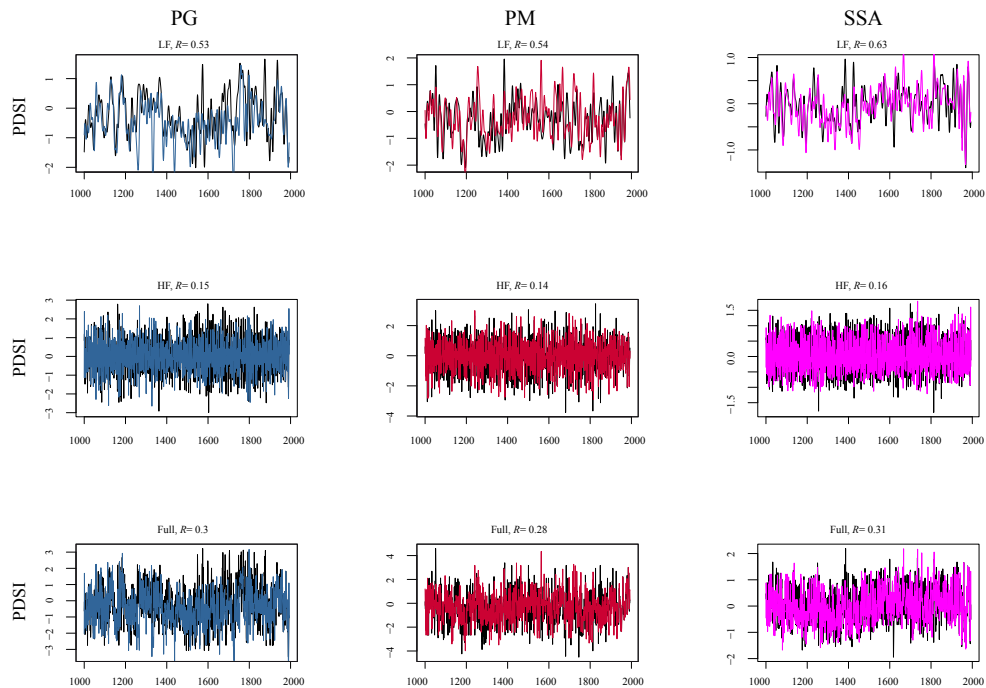 PG PM SSA
LF, R= 0.53 LF, R= 0.54 LF, R= 0.63
PDSI
1 0 −1 −2
2 1 0 −1 −2
1.0 0.0 −1.0
1000 1200 1400 1600 1800 2000 1000 1200 1400 1600 1800 2000 1000 1200 1400 1600 1800 2000
HF, R= 0.15 HF, R= 0.14 HF, R= 0.16
PDSI
3 2 1 0 −1 −2 −3
2 0 −2 −4
1.5 0.0 −1.5
1000 1200 1400 1600 1800 2000 1000 1200 1400 1600 1800 2000 1000 1200 1400 1600 1800 2000
Full, R= 0.3 Full, R= 0.28 Full, R= 0.31
PDSI
3 2 1 0 −1 −2 −3
4 2 0 −2 −4
2 1 0 −1 −2
1000 1200 1400 1600 1800 2000 1000 1200 1400 1600 1800 2000 1000 1200 1400 1600 1800 2000